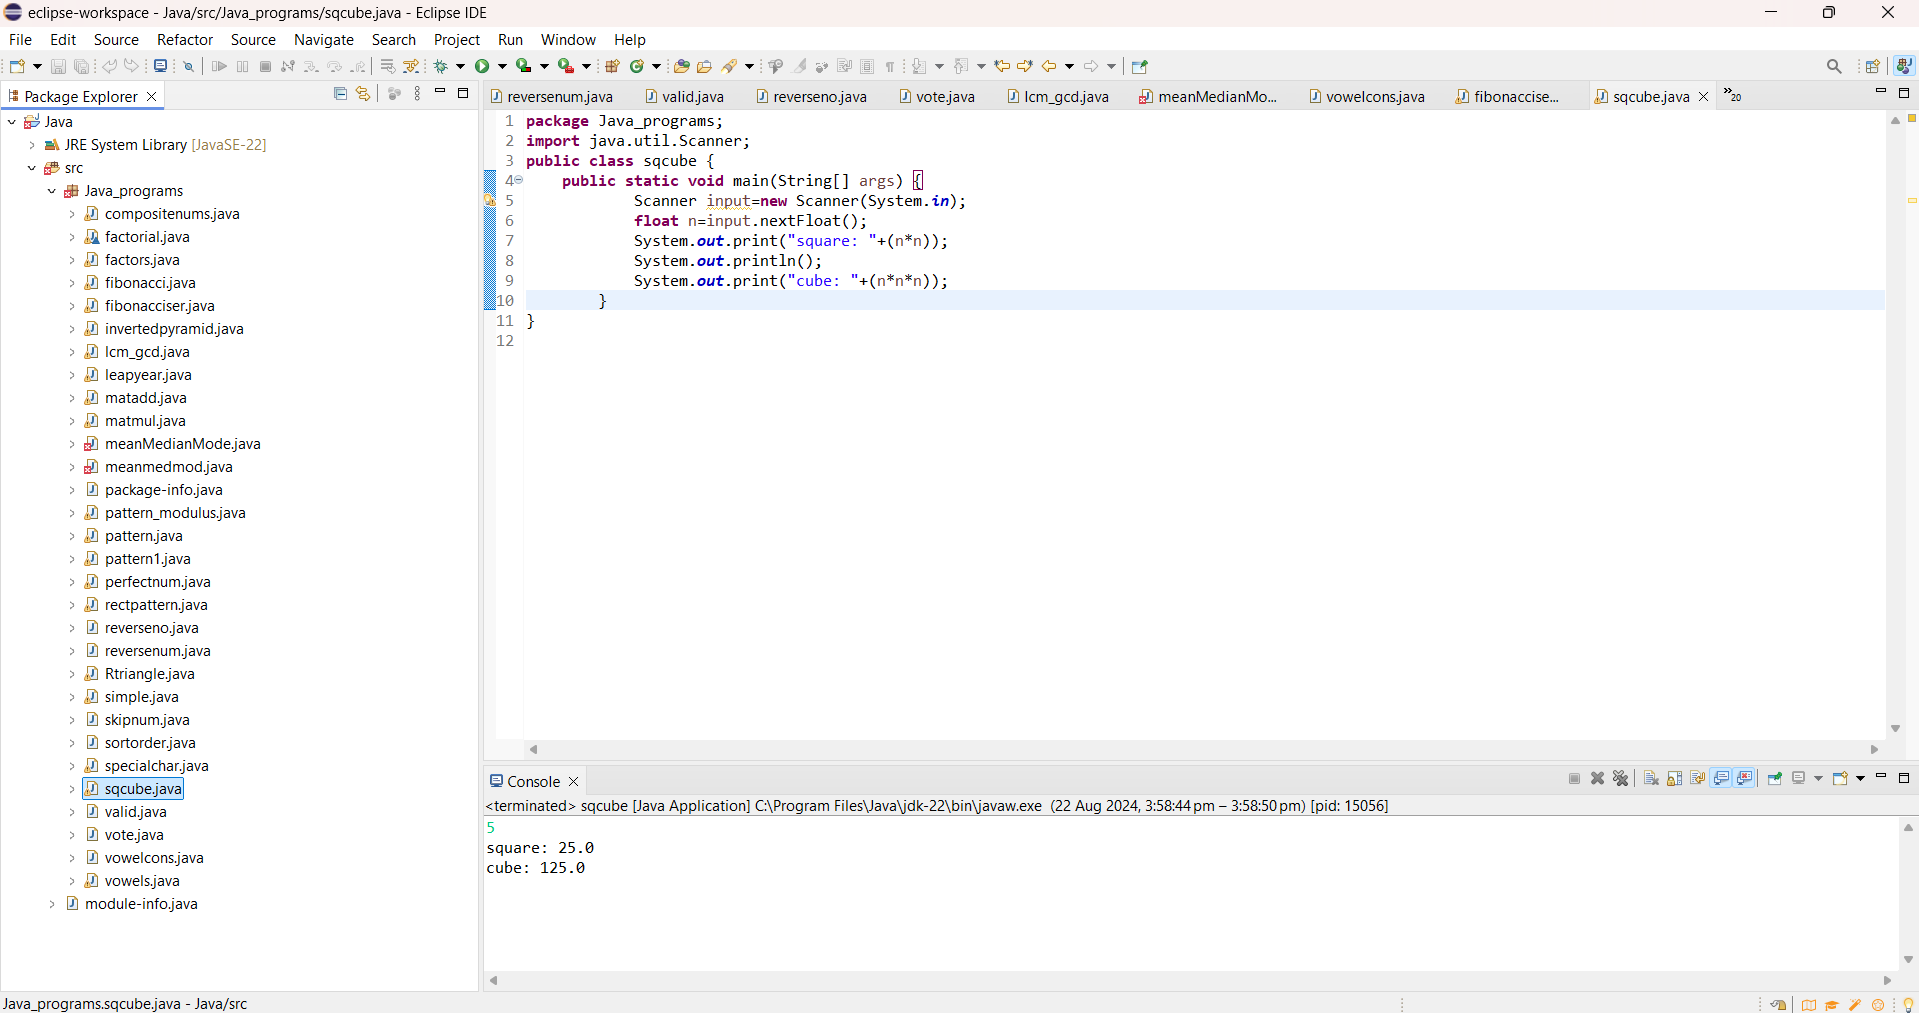 eclipse-workspace - Java/src/Java_programs/sqcube.java - Eclipse IDE
File Edit Source Refactor Source Navigate Search Project Run Window Help
Package Explorer
Java
JRE System Library [JavaSE-22]
src
Java_programs
compositenums.java
factorial.java
factors.java
fibonacci.java
fibonacciser.java
invertedpyramid.java
lcm_gcd.java
leapyear.java
matadd.java
matmul.java
meanMedianMode.java
meanmedmod.java
package-info.java
pattern_modulus.java
pattern.java
pattern1.java
perfectnum.java
rectpattern.java
reverseno.java
reversenum.java
Rtriangle.java
simple.java
skipnum.java
sortorder.java
specialchar.java
sqcube.java
valid.java
vote.java
vowelcons.java
vowels.java
module-info.java
reversenum.java valid.java reverseno.java vote.java lcm_gcd.java meanMedianMo... vowelcons.java fibonaccise... sqcube.java »20
1 package Java_programs;
2 import java.util.Scanner;
3 public class sqcube {
4     public static void main(String[] args) {
5             Scanner input=new Scanner(System.in);
6             float n=input.nextFloat();
7             System.out.print("square: "+(n*n));
8             System.out.println();
9             System.out.print("cube: "+(n*n*n));
10         }
11 }
12
Console
<terminated> sqcube [Java Application] C:\Program Files\Java\jdk-22\bin\javaw.exe (22 Aug 2024, 3:58:44 pm – 3:58:50 pm) [pid: 15056]
5
square: 25.0
cube: 125.0
Java_programs.sqcube.java - Java/src